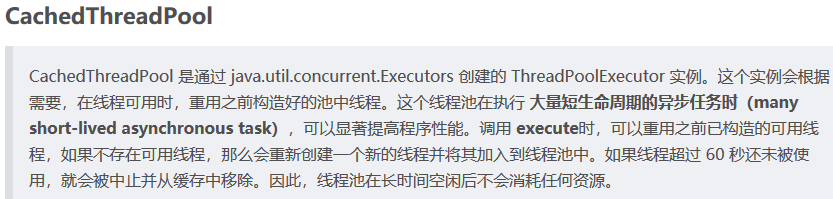 CachedThreadPool
CachedThreadPool 是通过 java.util.concurrent.Executors 创建的 ThreadPoolExecutor 实例。这个实例会根据
需要，在线程可用时，重用之前构造好的池中线程。这个线程池在执行 大量短生命周期的异步任务时（many
short-lived asynchronous task），可以显著提高程序性能。调用 execute时，可以重用之前已构造的可用线
程，如果不存在可用线程，那么会重新创建一个新的线程并将其加入到线程池中。如果线程超过 60 秒还未被使
用，就会被中止并从缓存中移除。因此，线程池在长时间空闲后不会消耗任何资源。